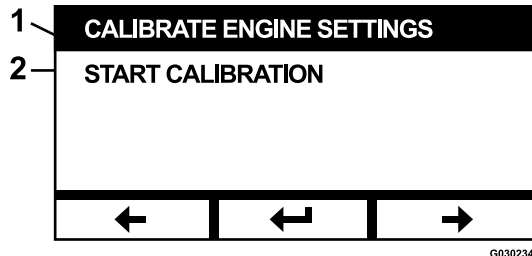 1
CALIBRATE ENGINE SETTINGS
2
START CALIBRATION
G030234